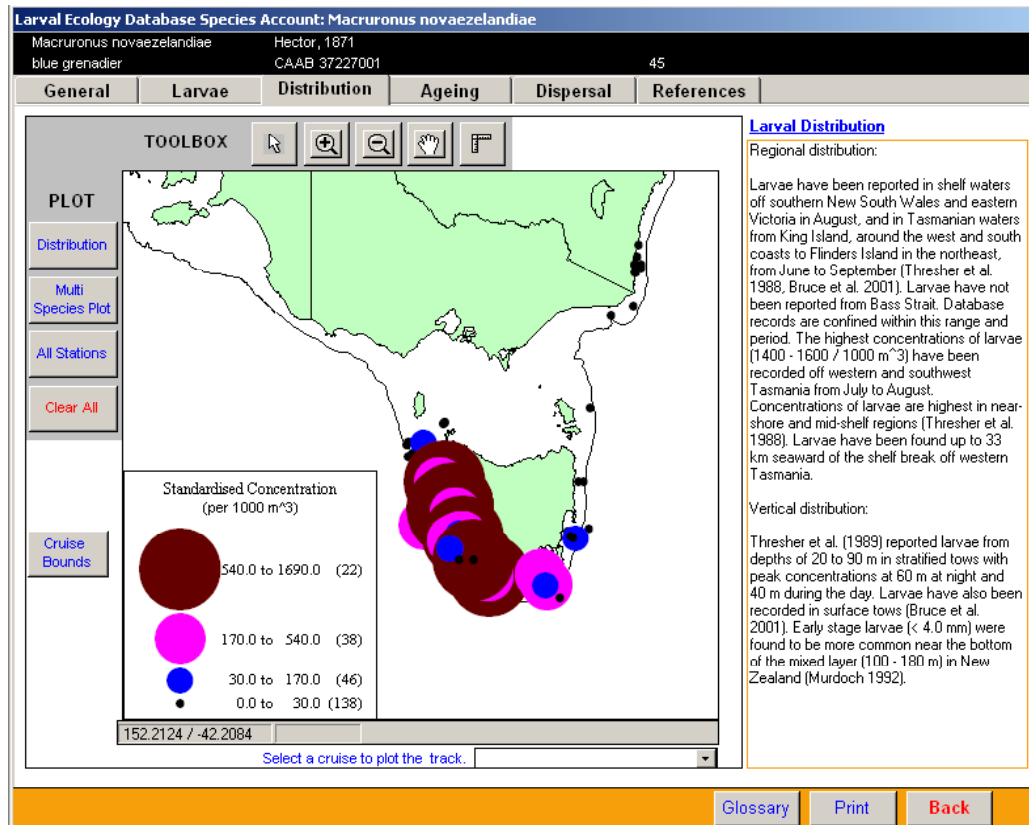 Larval Ecology Database Species Account: Macruronus novaezelandiae
Macruronus novaezelandiae Hector, 1871
blue grenadier CAAB 37227001 45
General Larvae Distribution Ageing Dispersal References
TOOLBOX
PLOT
Distribution
Multi
Species Plot
All Stations
Clear All
Cruise
Bounds
Standardised Concentration
(per 1000 m^3)
540.0 to 1690.0 (22)
170.0 to 540.0 (38)
30.0 to 170.0 (46)
0.0 to 30.0 (138)
152.2124 / -42.2084
Select a cruise to plot the track.
Larval Distribution
Regional distribution:
Larvae have been reported in shelf waters
off southern New South Wales and eastern
Victoria in August, and in Tasmanian waters
from King Island, around the west and south
coasts to Flinders Island in the northeast,
from June to September (Thresher et al.
1988, Bruce et al. 2001). Larvae have not
been reported from Bass Strait. Database
records are confined within this range and
period. The highest concentrations of larvae
(1400 - 1600 / 1000 m^3) have been
recorded off western and southwest
Tasmania from July to August.
Concentrations of larvae are highest in near-
shore and mid-shelf regions (Thresher et al.
1988). Larvae have been found up to 33
km seaward of the shelf break off western
Tasmania.
Vertical distribution:
Thresher et al. (1989) reported larvae from
depths of 20 to 90 m in stratified tows with
peak concentrations at 60 m at night and
40 m during the day. Larvae have also been
recorded in surface tows (Bruce et al.
2001). Early stage larvae (< 4.0 mm) were
found to be more common near the bottom
of the mixed layer (100 - 180 m) in New
Zealand (Murdoch 1992).
Glossary Print Back